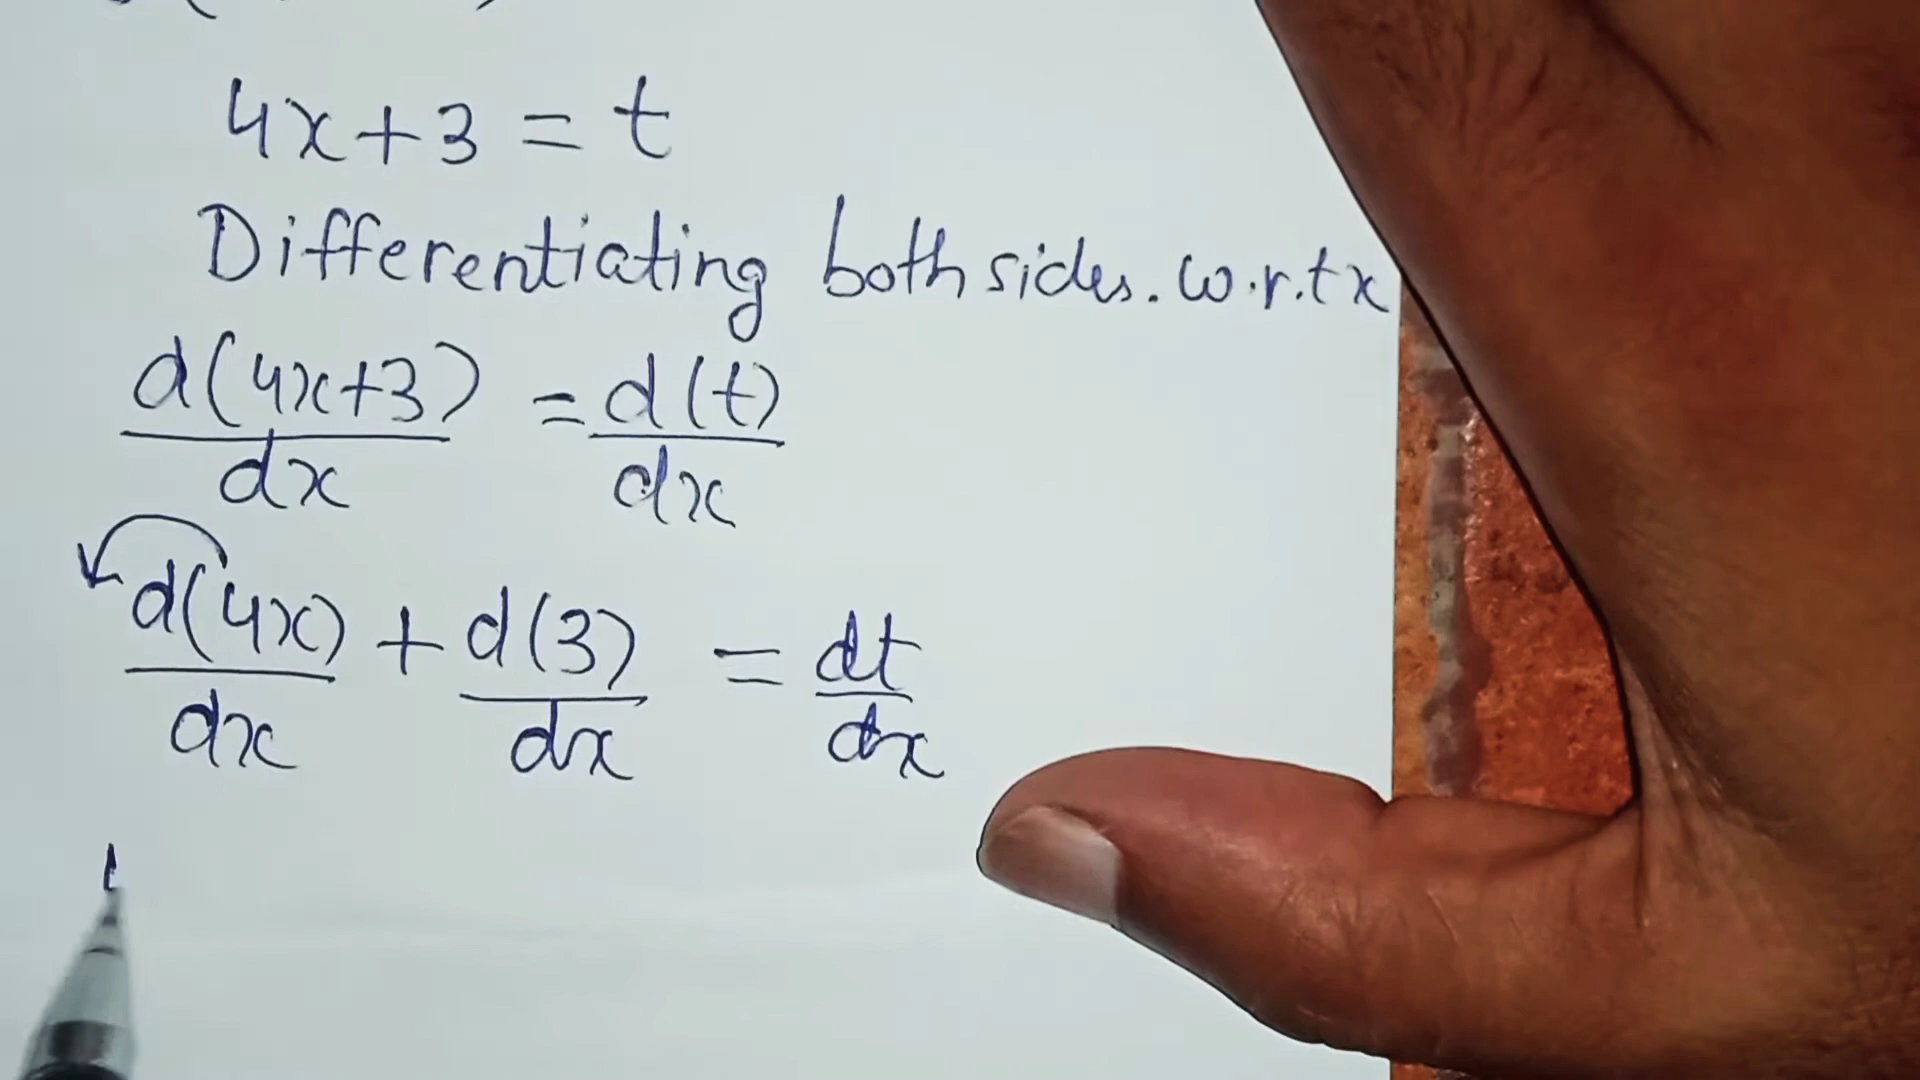 4x+3 = t
Differentiating both sides. w.r.t x
d(4x+3) = d(t)
dx dx
d(4x) + d(3) = dt
dx dx dx